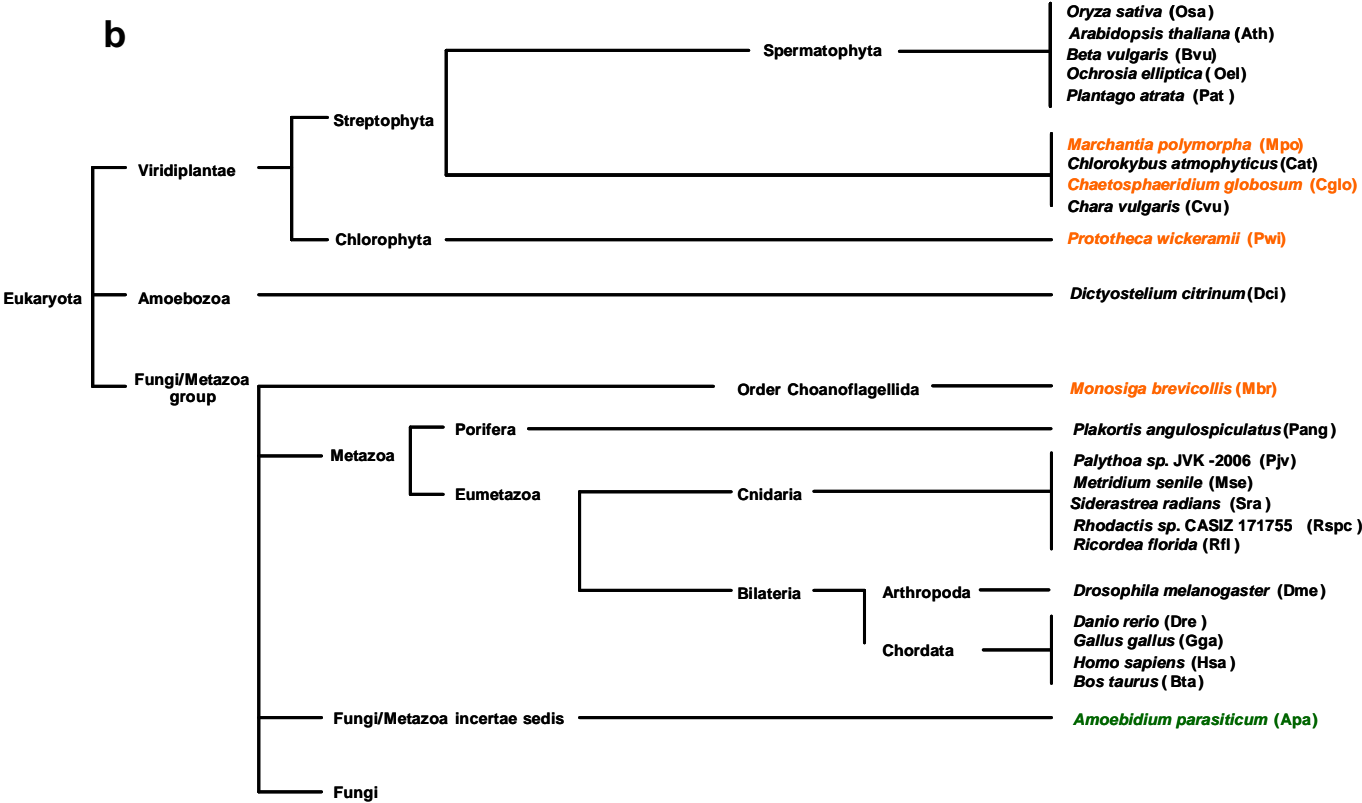 b
Oryza sativa (Osa)
Arabidopsis thaliana (Ath)
Spermatophyta
Beta vulgaris (Bvu)
Ochrosia elliptica (Oel)
Plantago atrata (Pat )
Streptophyta
Marchantia polymorpha (Mpo)
Chlorokybus atmophyticus (Cat)
Viridiplantae
Chaetosphaeridium globosum (Cglo)
Chara vulgaris (Cvu)
Chlorophyta
Prototheca wickeramii (Pwi)
Eukaryota
Amoebozoa
Dictyostelium citrinum (Dci)
Fungi/Metazoa
group
Order Choanoflagellida
Monosiga brevicollis (Mbr)
Porifera
Plakortis angulospiculatus (Pang)
Metazoa
Palythoa sp. JVK -2006 (Pjv)
Metridium senile (Mse)
Eumetazoa
Cnidaria
Siderastrea radians (Sra )
Rhodactis sp. CASIZ 171755 (Rspc )
Ricordea florida (Rfl )
Bilateria
Arthropoda
Drosophila melanogaster (Dme)
Danio rerio (Dre )
Gallus gallus (Gga)
Chordata
Homo sapiens (Hsa )
Bos taurus ( Bta)
Fungi/Metazoa incertae sedis
Amoebidium parasiticum (Apa)
Fungi